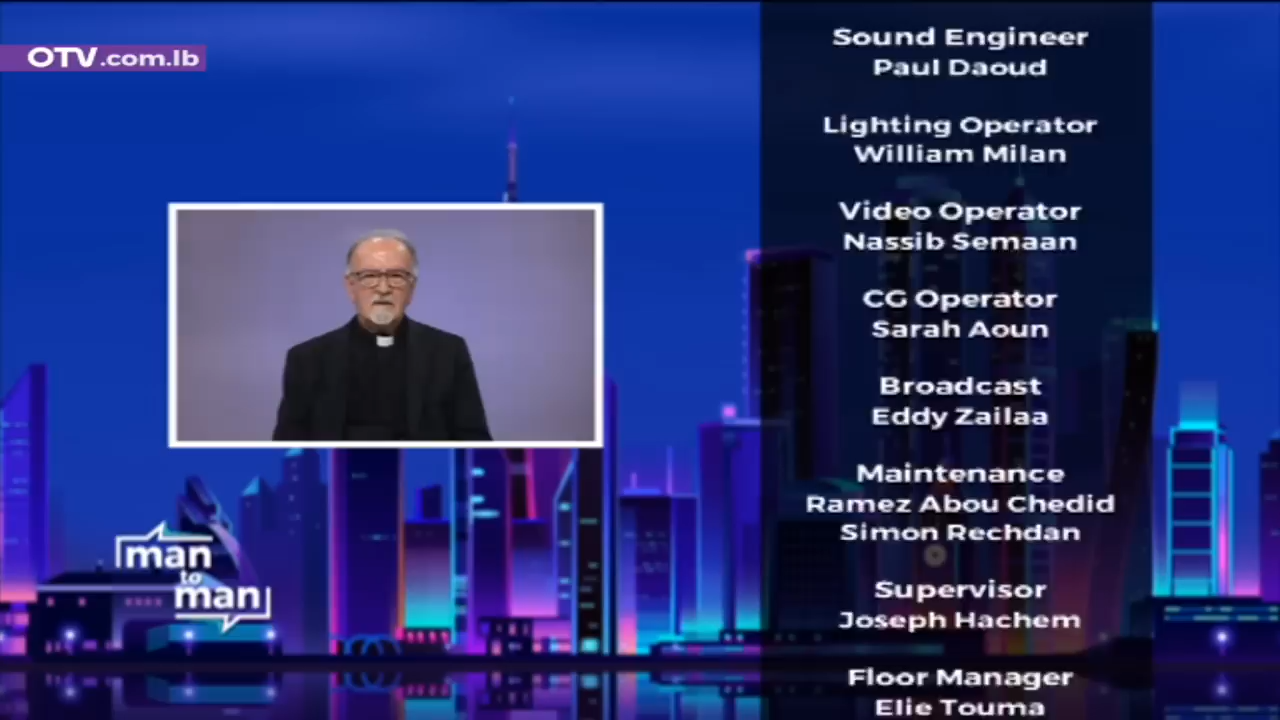 OTV.com.lb
Sound Engineer
Paul Daoud
Lighting Operator
William Milan
Video Operator
Nassib Semaan
CG Operator
Sarah Aoun
Broadcast
Eddy Zailaa
Maintenance
Ramez Abou Chedid
Simon Rechdan
Supervisor
Joseph Hachem
Floor Manager
Elie Touma
man
to
man